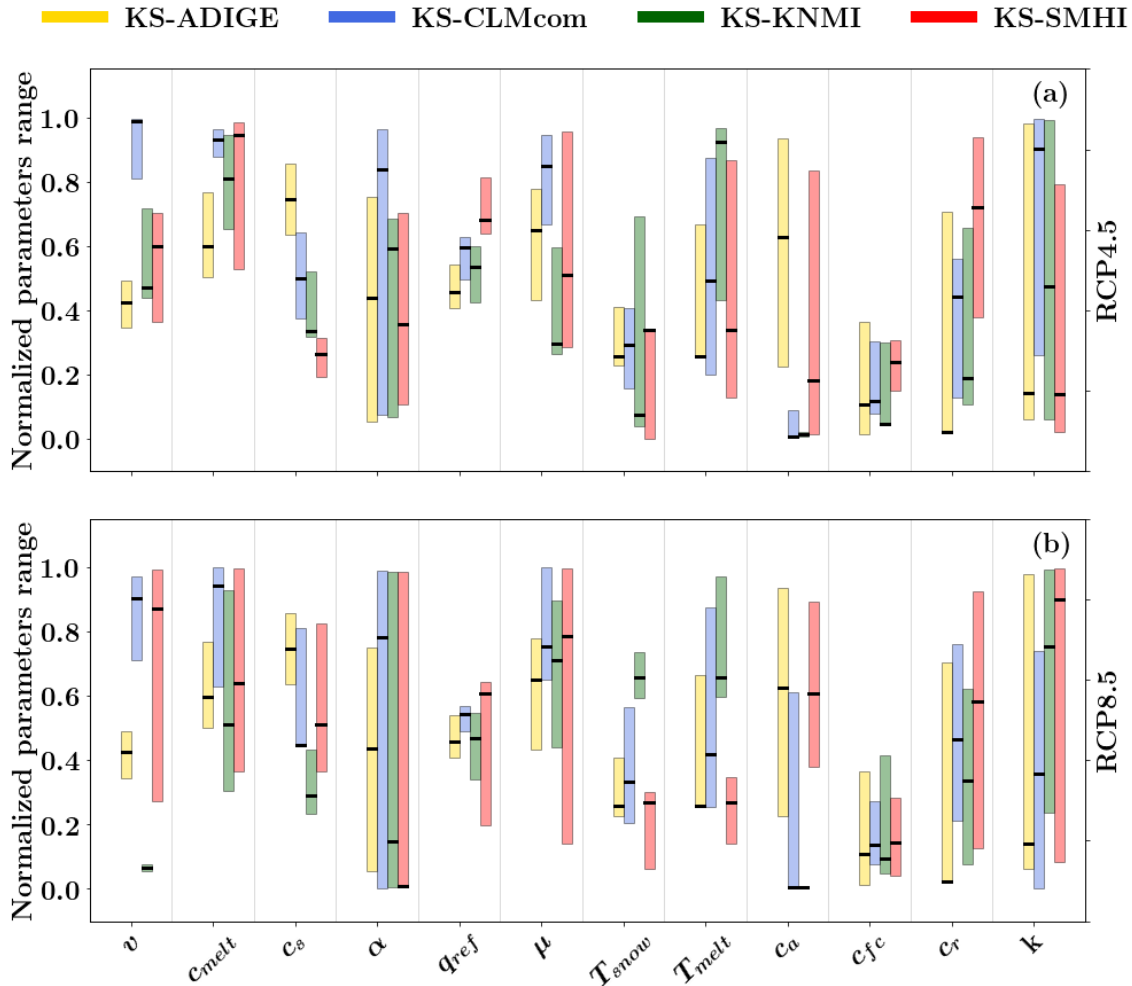 KS-ADIGE KS-CLMcom KS-KNMI KS-SMHI
(a)
Normalized parameters range
1.0
0.8
0.6
0.4
0.2
0.0
RCP4.5
(b)
Normalized parameters range
1.0
0.8
0.6
0.4
0.2
0.0
RCP8.5
v c_melt c_s α q_ref μ T_snow T_melt c_a c_fc c_r k